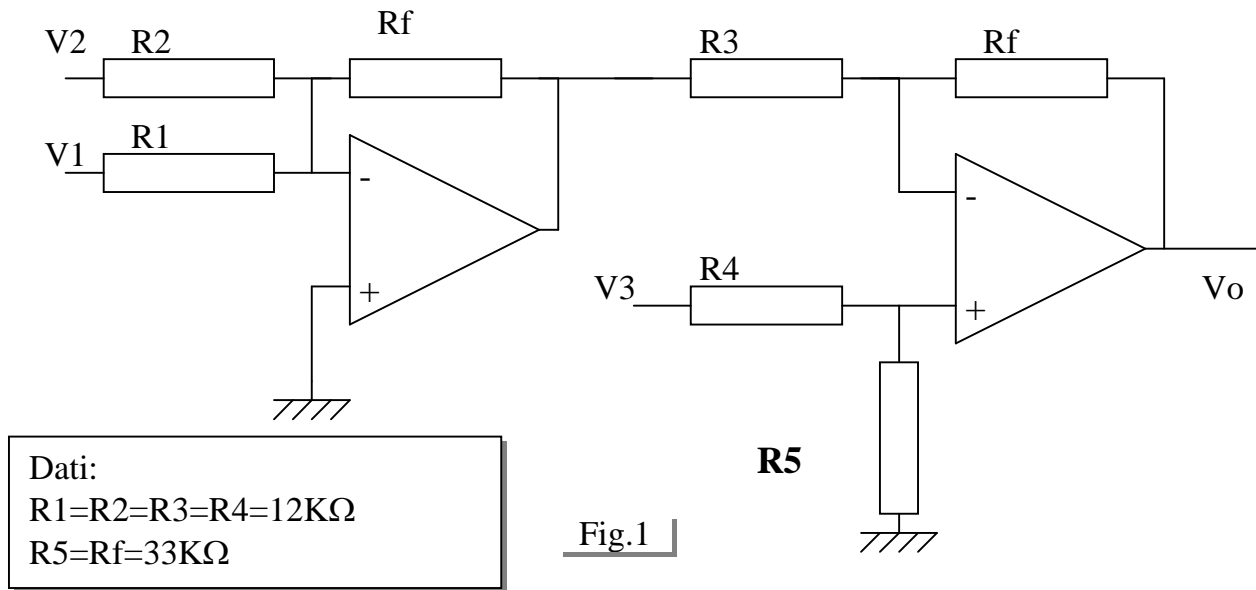 Rf
V2
R2
R3
Rf
V1
R1
-
-
+
V3
R4
+
Vo
R5
Dati:
R1=R2=R3=R4=12KΩ
R5=Rf=33KΩ
Fig.1